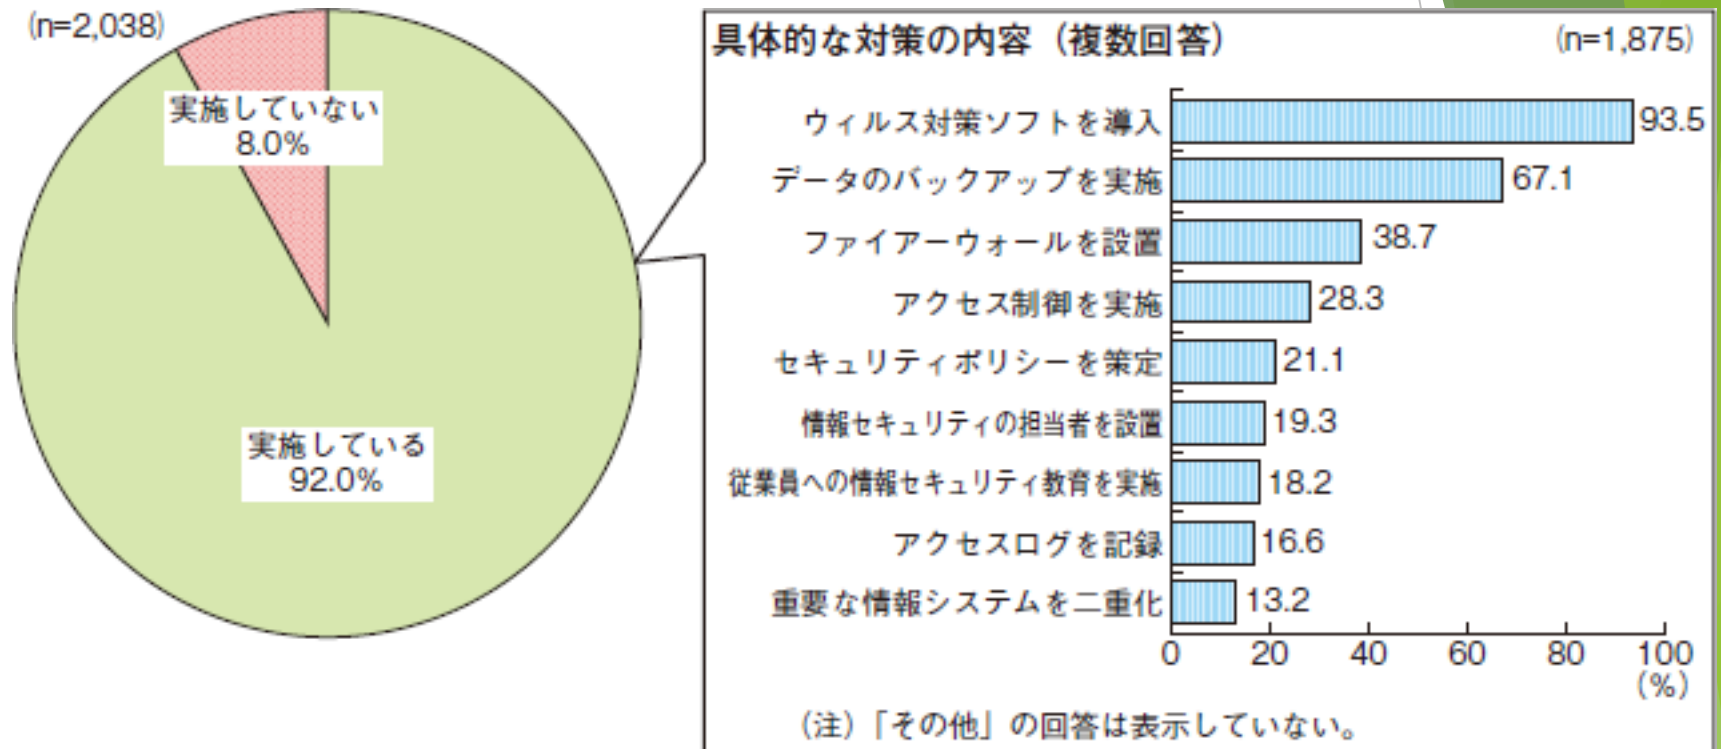 (n=2,038)
実施していない
8.0%
実施している
92.0%
具体的な対策の内容（複数回答）
(n=1,875)
ウィルス対策ソフトを導入 93.5
データのバックアップを実施 67.1
ファイアーウォールを設置 38.7
アクセス制御を実施 28.3
セキュリティポリシーを策定 21.1
情報セキュリティの担当者を設置 19.3
従業員への情報セキュリティ教育を実施 18.2
アクセスログを記録 16.6
重要な情報システムを二重化 13.2
0 20 40 60 80 100
(%)
（注）「その他」の回答は表示していない。